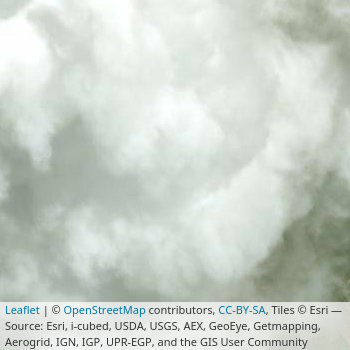 Leaflet | © OpenStreetMap contributors, CC-BY-SA, Tiles © Esri —
Source: Esri, i-cubed, USDA, USGS, AEX, GeoEye, Getmapping,
Aerogrid, IGN, IGP, UPR-EGP, and the GIS User Community